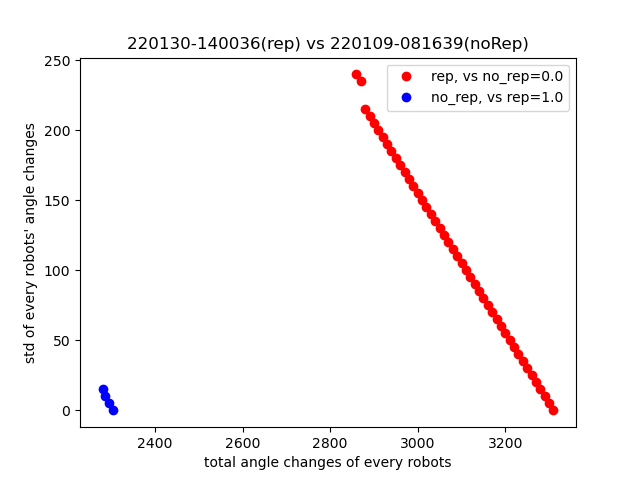 220130-140036(rep) vs 220109-081639(noRep)
rep, vs no_rep=0.0
no_rep, vs rep=1.0
250
200
150
100
50
0
std of every robots' angle changes
2400 2600 2800 3000 3200
total angle changes of every robots